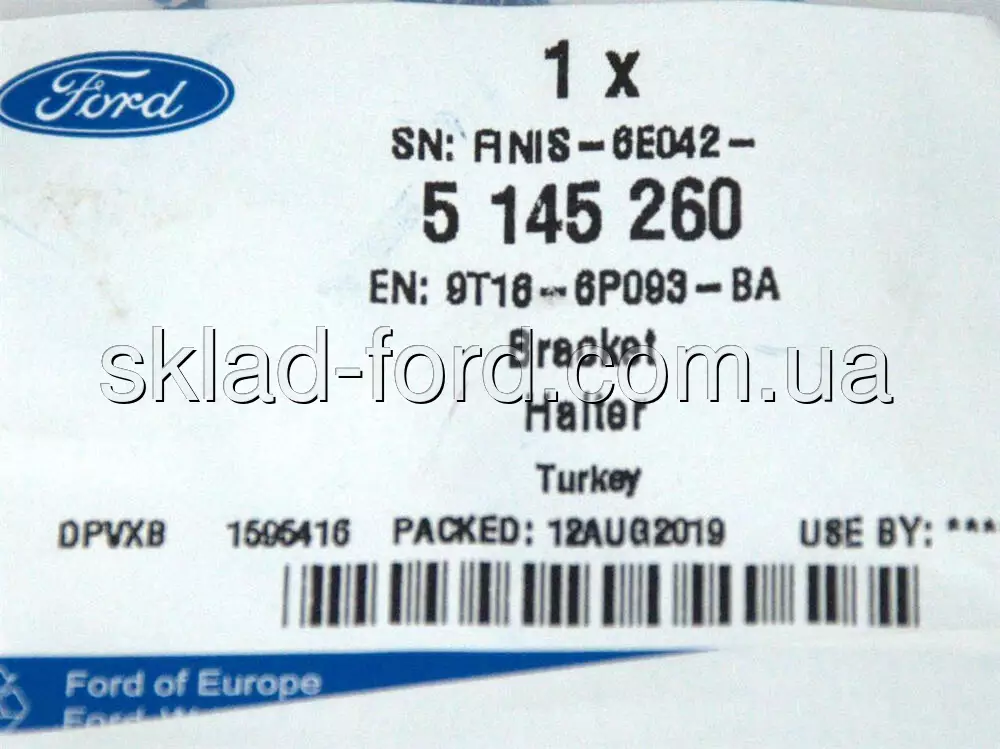 Ford
1 x
SN: FINIS-6E042-
5 145 260
EN: 9T16-6P093-BA
Bracket
sklad-ford.com.ua
Halter
Turkey
DPVXB 1595416 PACKED: 12AUG2019 USE BY: ***
Ford of Europe